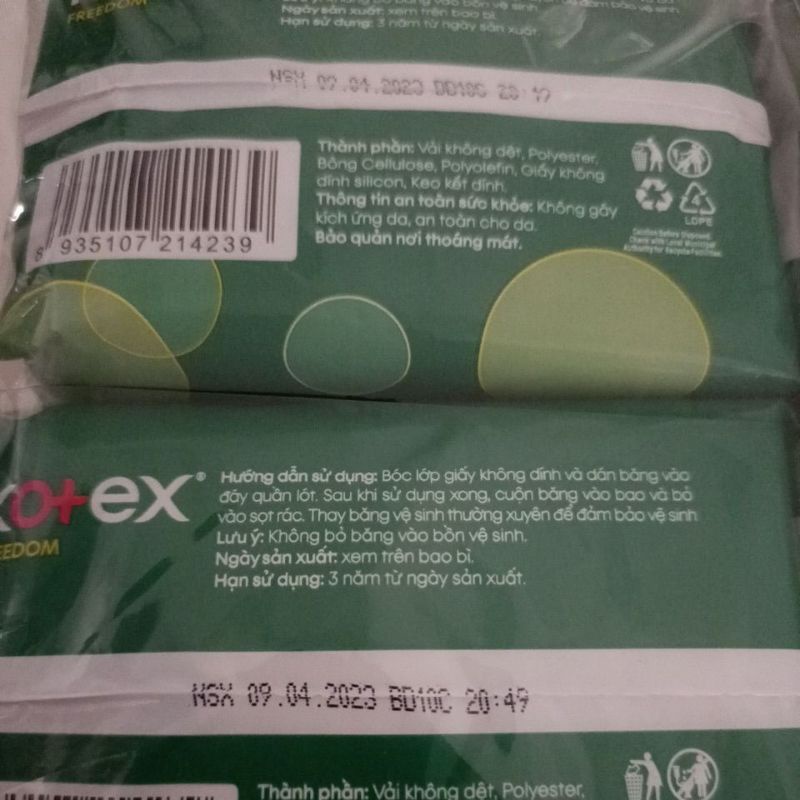 FREEDOM
Ngày sản xuất: xem trên bao bì.
Hạn sử dụng: 3 năm từ ngày sản xuất.
NSX 09.04.2023 BD10C 20:49
Thành phần: Vải không dệt, Polyester,
Bông Cellulose, Polyolefin, Giấy không
dính silicon, Keo kết dính.
Thông tin an toàn sức khỏe: Không gây
kích ứng da, an toàn cho da.
Bảo quản nơi thoáng mát.
8 935107 214239
4
LDPE
kotex®
FREEDOM
Hướng dẫn sử dụng: Bóc lớp giấy không dính và dán băng vào
đáy quần lót. Sau khi sử dụng xong, cuộn băng vào bao và bỏ
vào sọt rác. Thay băng vệ sinh thường xuyên để đảm bảo vệ sinh
Lưu ý: Không bỏ băng vào bồn vệ sinh.
Ngày sản xuất: xem trên bao bì.
Hạn sử dụng: 3 năm từ ngày sản xuất.
NSX 09.04.2023 BD10C 20:49
Thành phần: Vải không dệt, Polyester,